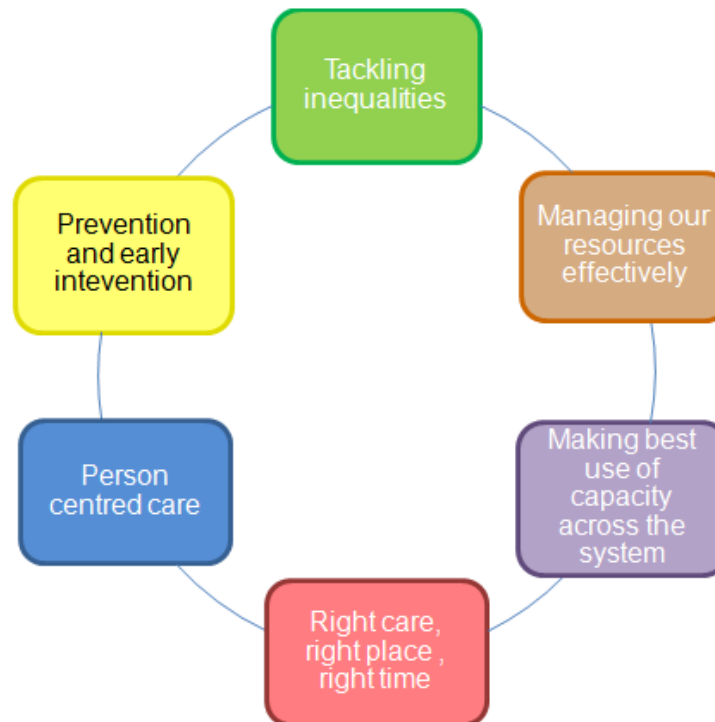 Tackling
inequalities
Managing our
resources
effectively
Making best
use of
capacity
across the
system
Right care,
right place ,
right time
Person
centred care
Prevention
and early
intevention